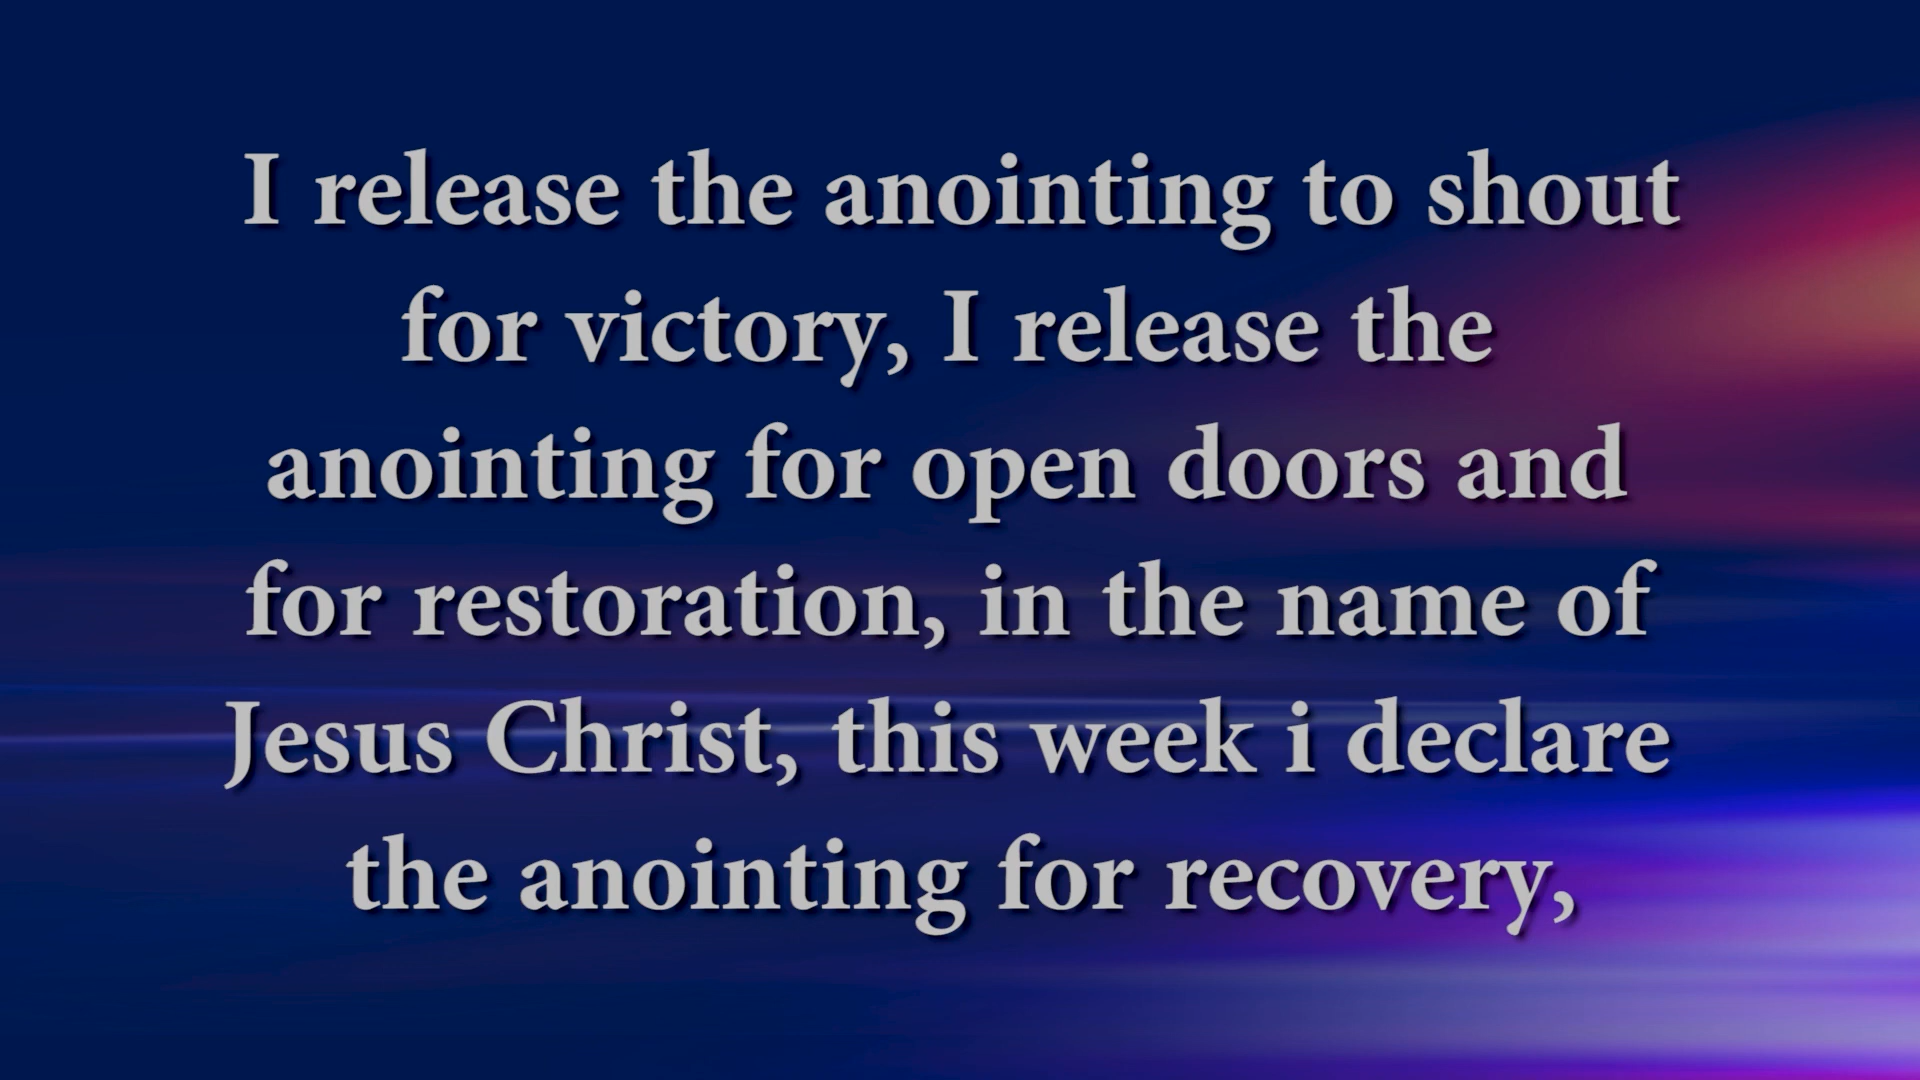 I release the anointing to shout
for victory, I release the
anointing for open doors and
for restoration, in the name of
Jesus Christ, this week i declare
the anointing for recovery,